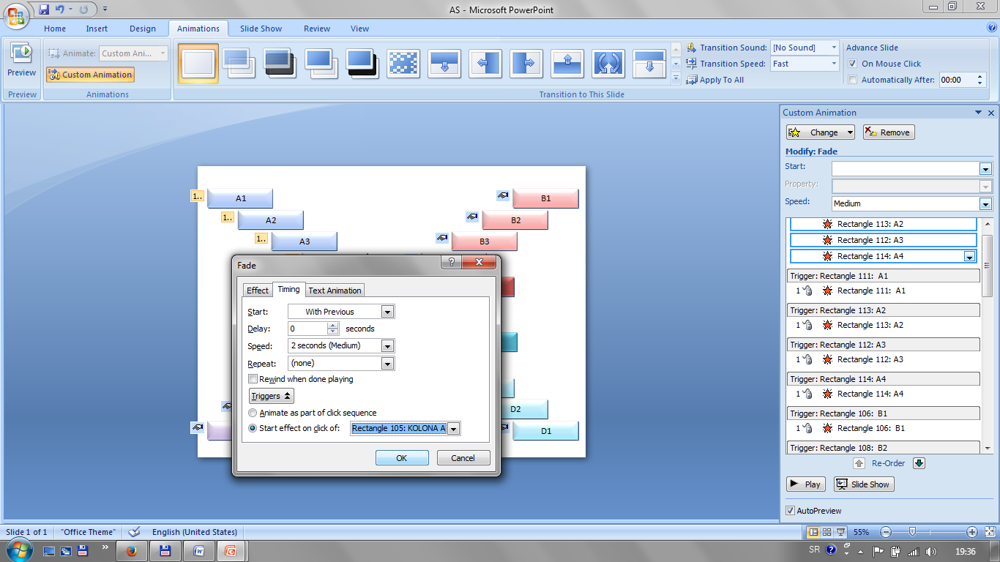 AS - Microsoft PowerPoint
Home Insert Design Animations Slide Show Review View
Preview
Animate: Custom Ani...
Custom Animation
Transition Sound: [No Sound]
Transition Speed: Fast
Apply To All
Advance Slide
On Mouse Click
Automatically After: 00:00
Preview Animations Transition to This Slide
1.. A1
1.. A2
1.. A3
B1
B2
B3
D2
D1
Fade
Effect Timing Text Animation
Start: With Previous
Delay: 0 seconds
Speed: 2 seconds (Medium)
Repeat: (none)
Rewind when done playing
Triggers
Animate as part of click sequence
Start effect on click of: Rectangle 105: KOLONA A
OK Cancel
Custom Animation
Change Remove
Modify: Fade
Start:
Property:
Speed: Medium
Rectangle 113: A2
Rectangle 112: A3
Rectangle 114: A4
Trigger: Rectangle 111: A1
1 Rectangle 111: A1
Trigger: Rectangle 113: A2
1 Rectangle 113: A2
Trigger: Rectangle 112: A3
1 Rectangle 112: A3
Trigger: Rectangle 114: A4
1 Rectangle 114: A4
Trigger: Rectangle 106: B1
1 Rectangle 106: B1
Trigger: Rectangle 108: B2
Re-Order
Play Slide Show
AutoPreview
Slide 1 of 1 "Office Theme" English (United States) 55%
SR 19:36